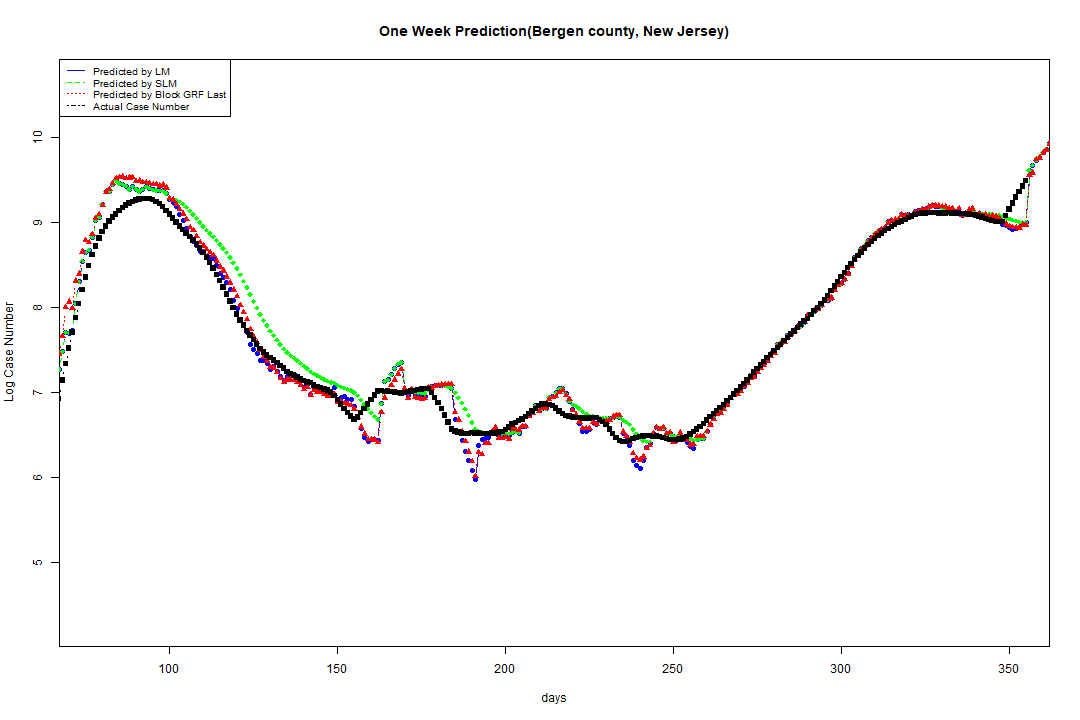 One Week Prediction(Bergen county, New Jersey)
Predicted by LM
Predicted by SLM
Predicted by Block GRF Last
Actual Case Number
10
9
8
7
6
5
Log Case Number
100 150 200 250 300 350
days